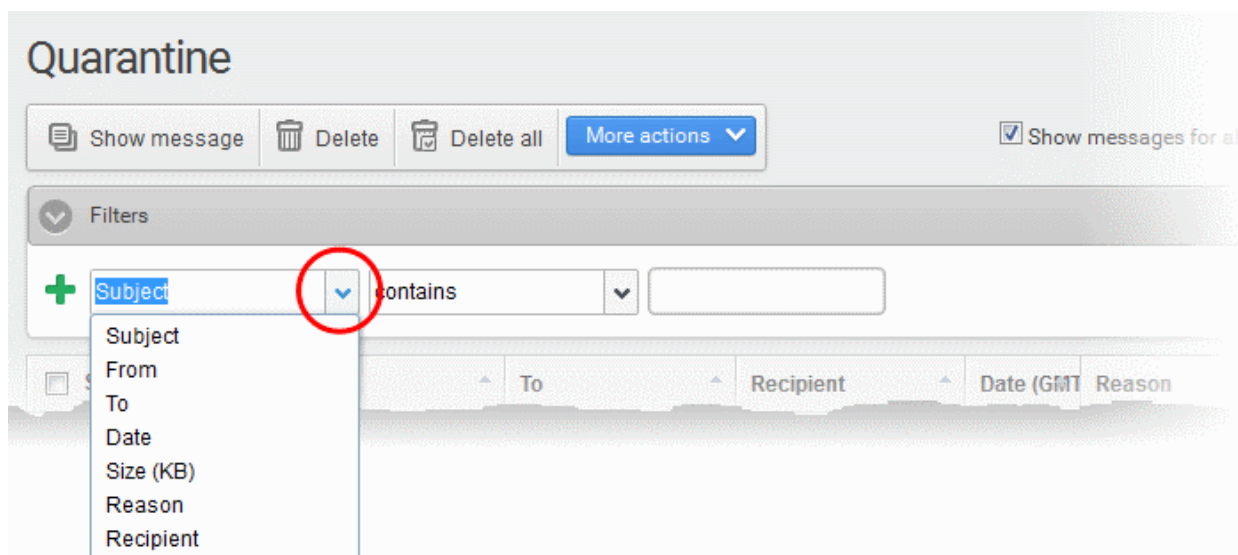 Quarantine
Show message Delete Delete all More actions Show messages for
Filters
Subject contains
Subject
From
To
Date
Size (KB)
Reason
Recipient
To Recipient Date (GMT Reason